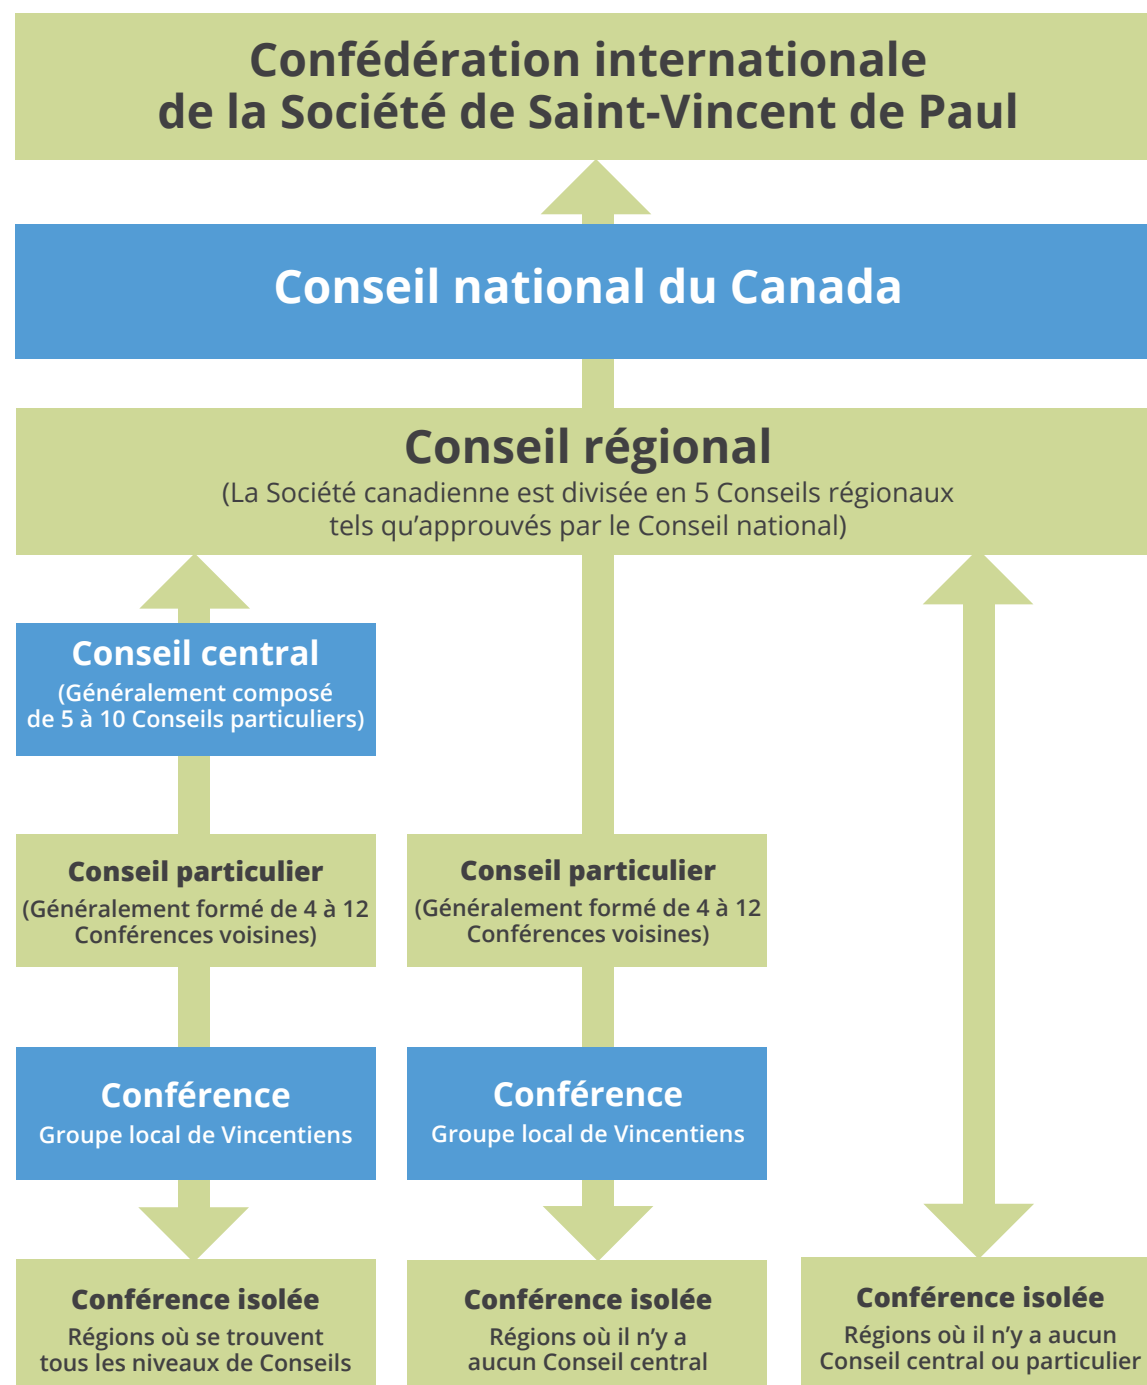 Confédération internationale
de la Société de Saint-Vincent de Paul
Conseil national du Canada
Conseil régional
(La Société canadienne est divisée en 5 Conseils régionaux
tels qu’approuvés par le Conseil national)
Conseil central
(Généralement composé
de 5 à 10 Conseils particuliers)
Conseil particulier
(Généralement formé de 4 à 12
Conférences voisines)
Conseil particulier
(Généralement formé de 4 à 12
Conférences voisines)
Conférence
Groupe local de Vincentiens
Conférence
Groupe local de Vincentiens
Conférence isolée
Régions où se trouvent
tous les niveaux de Conseils
Conférence isolée
Régions où il n’y a
aucun Conseil central
Conférence isolée
Régions où il n’y a aucun
Conseil central ou particulier